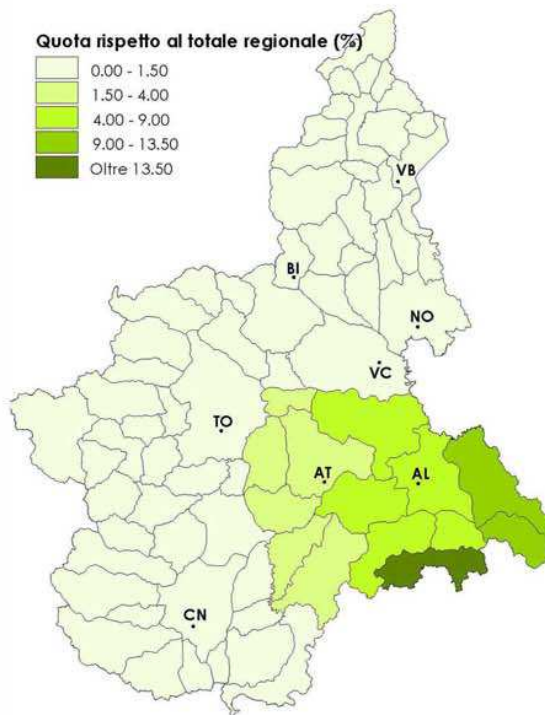 Quota rispetto al totale regionale (%)
0.00 - 1.50
1.50 - 4.00
4.00 - 9.00
9.00 - 13.50
Oltre 13.50
VB
BI
NO
VC
TO
AT
AL
CN